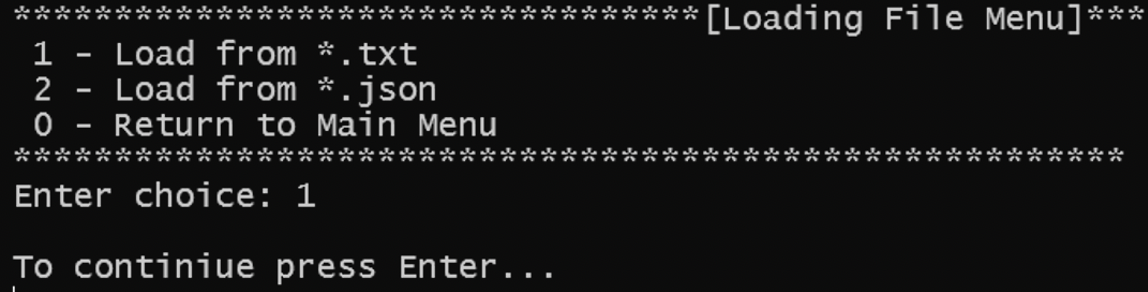 **********************************[Loading File Menu]***
1 - Load from *.txt
2 - Load from *.json
0 - Return to Main Menu
*******************************************************
Enter choice: 1
To continiue press Enter...